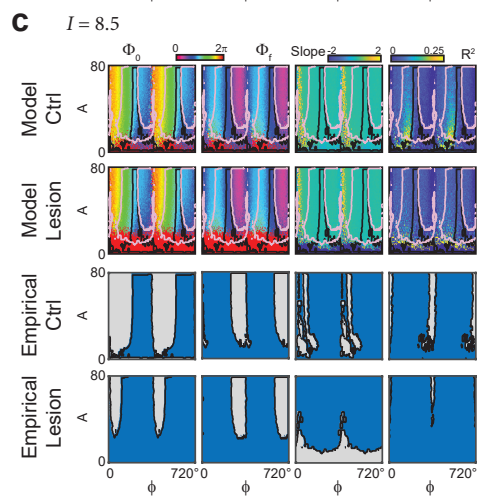 C
I = 8.5
Φ0 0 2π Φf Slope -2 2 0 0.25 R2
Model Ctrl A 80 0
Model Lesion A 80 0
Empirical Ctrl A 80 0
Empirical Lesion A 80 0
0 720° 0 720° 0 720° 0 720°
ϕ ϕ ϕ ϕ